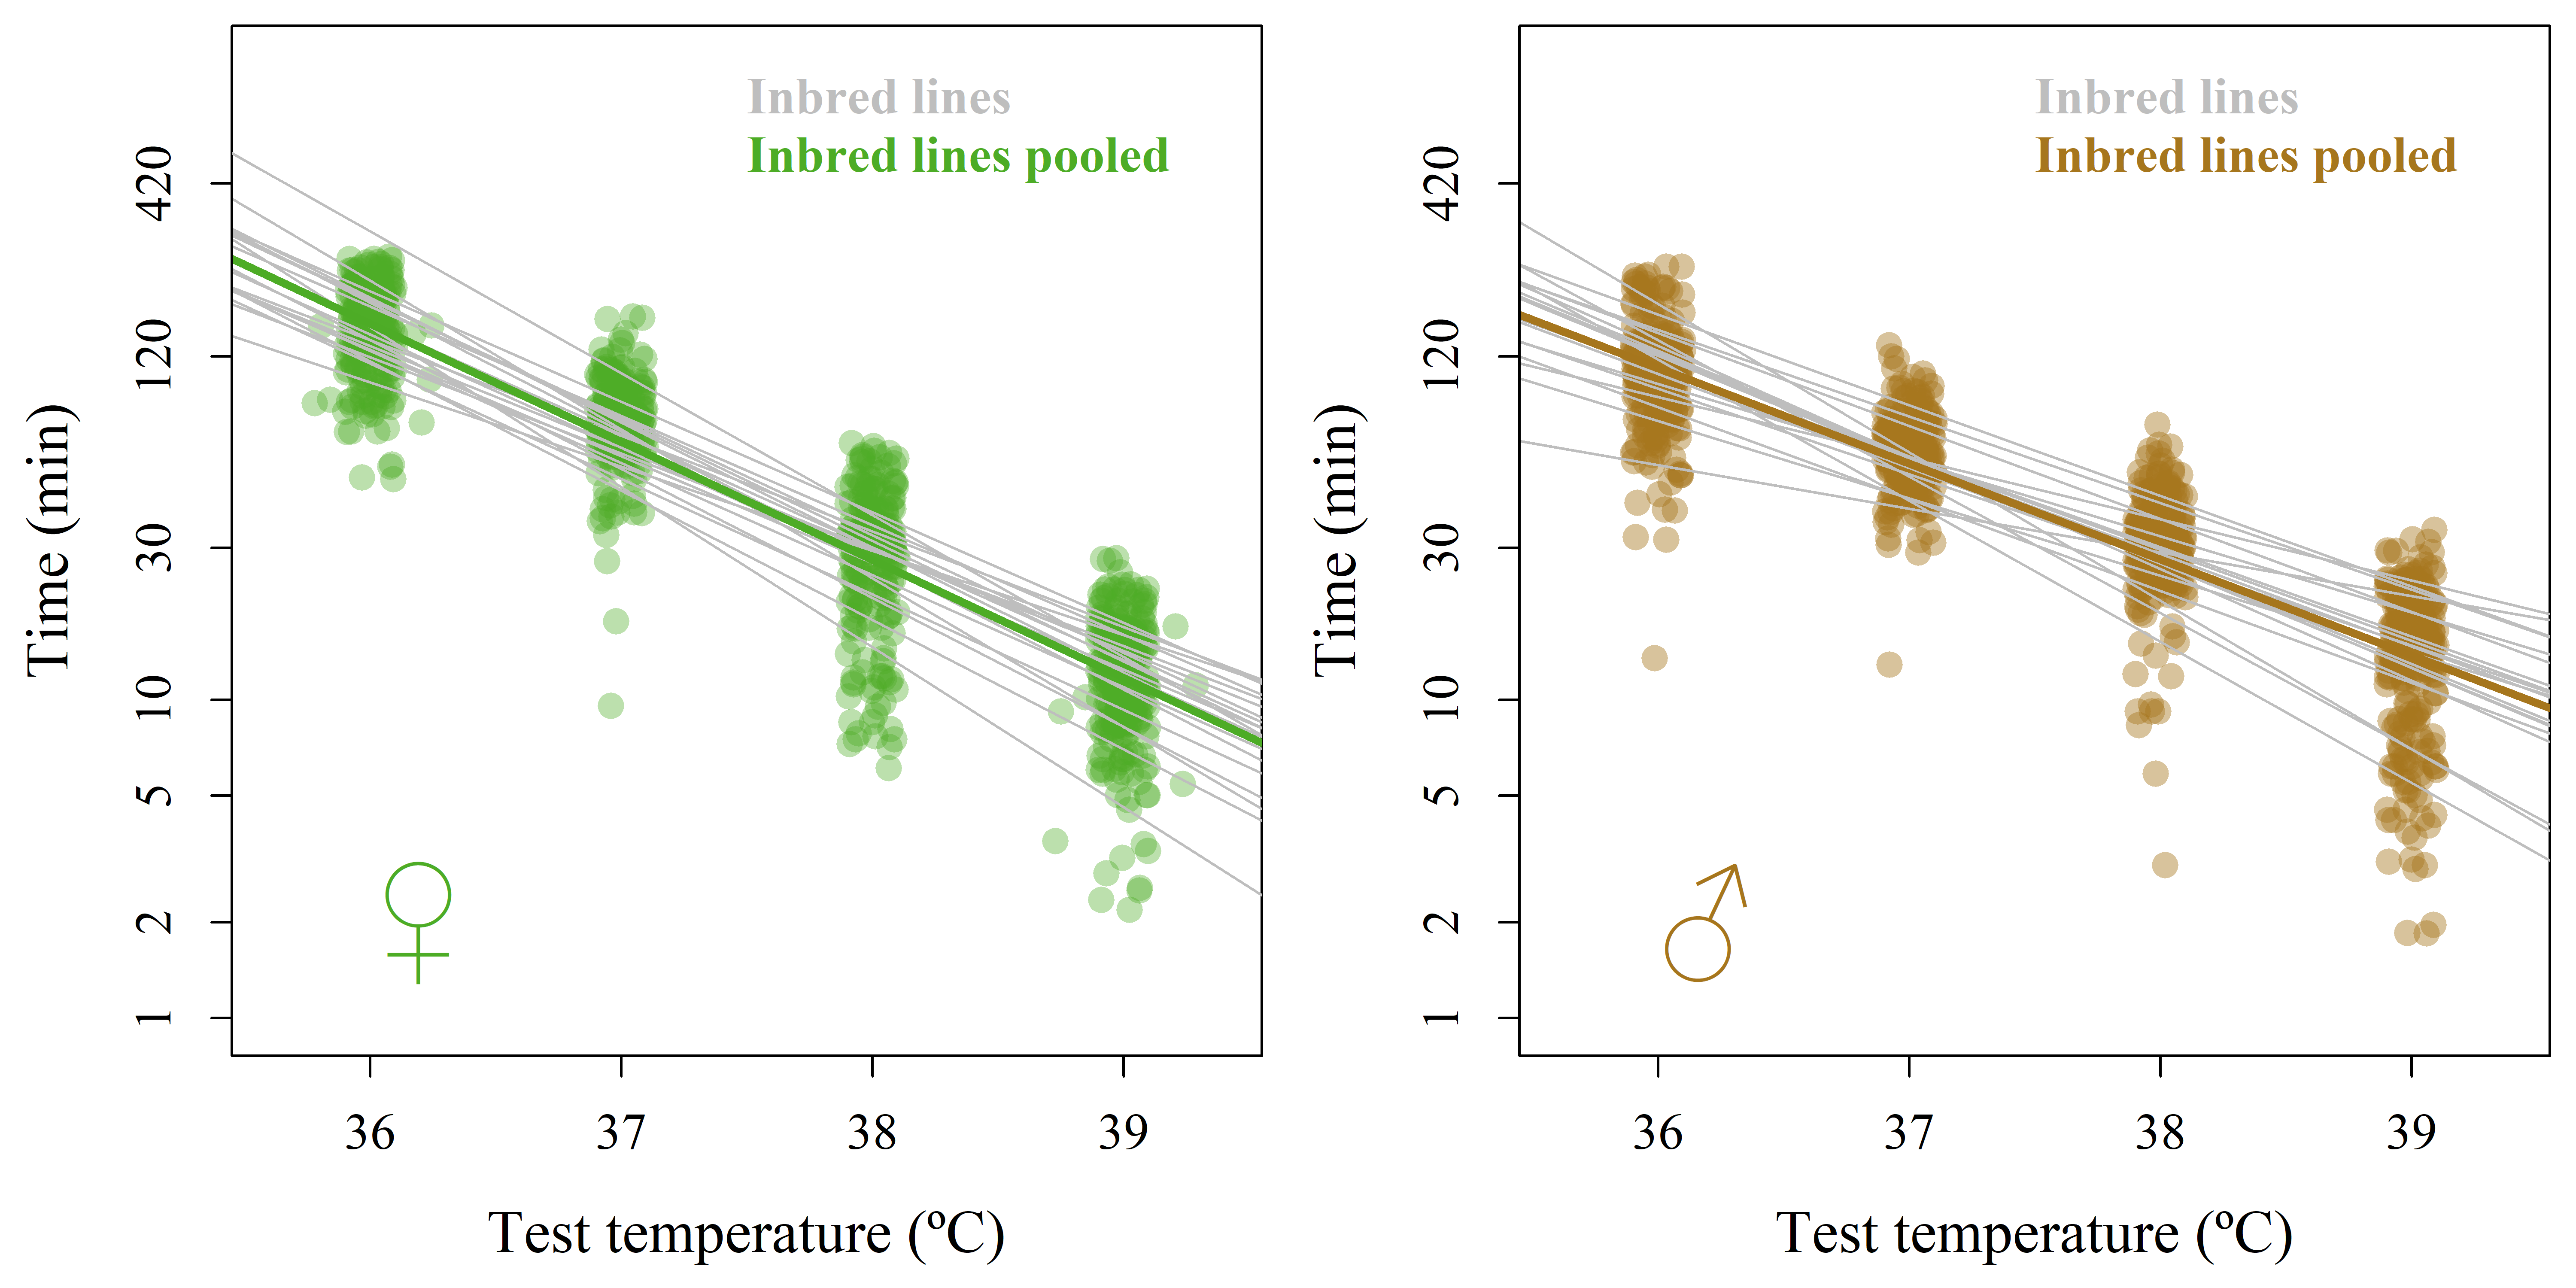 Inbred lines
Inbred lines pooled
Time (min)
420
120
30
10
5
2
1
36 37 38 39
Test temperature (ºC)
Inbred lines
Inbred lines pooled
Time (min)
420
120
30
10
5
2
1
36 37 38 39
Test temperature (ºC)